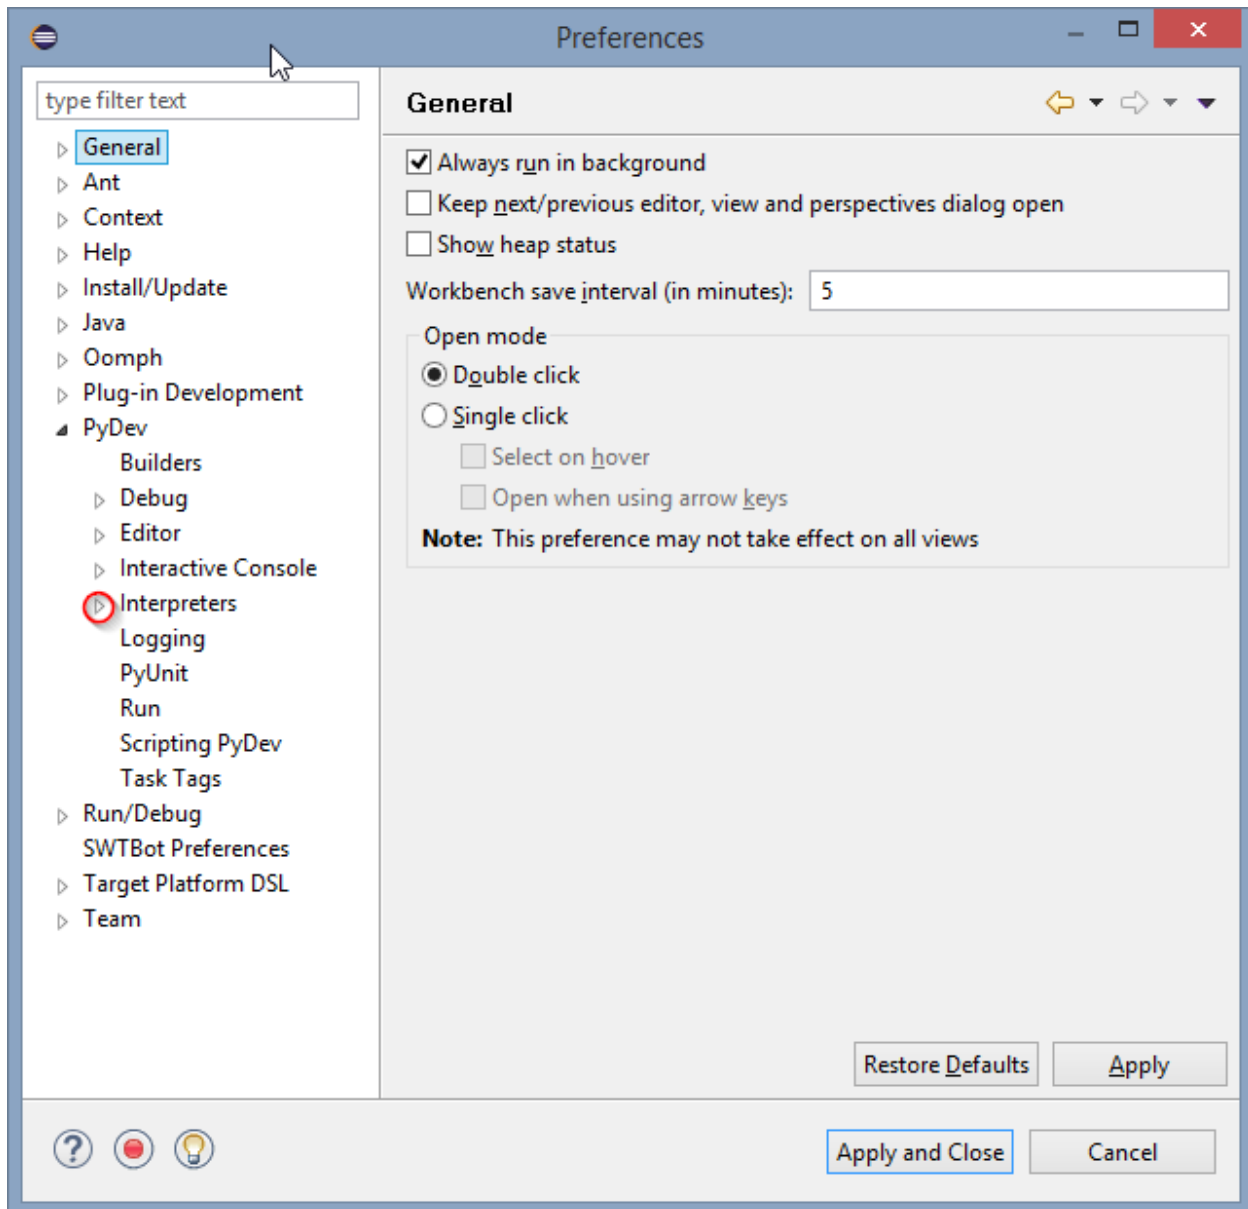 Preferences
type filter text
General
Ant
Context
Help
Install/Update
Java
Oomph
Plug-in Development
PyDev
Builders
Debug
Editor
Interactive Console
Interpreters
Logging
PyUnit
Run
Scripting PyDev
Task Tags
Run/Debug
SWTBot Preferences
Target Platform DSL
Team
General
Always run in background
Keep next/previous editor, view and perspectives dialog open
Show heap status
Workbench save interval (in minutes): 5
Open mode
Double click
Single click
Select on hover
Open when using arrow keys
Note: This preference may not take effect on all views
Restore Defaults Apply
? Apply and Close Cancel